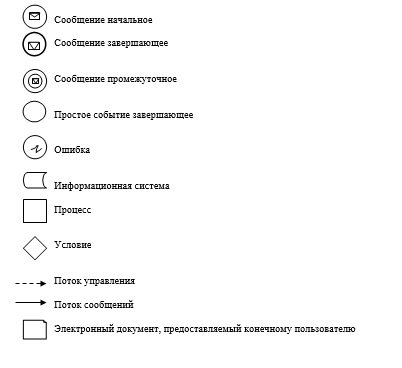 Сообщение начальное
Сообщение завершающее
Сообщение промежуточное
Простое событие завершающее
Ошибка
Информационная система
Процесс
Условие
Поток управления
Поток сообщений
Электронный документ, предоставляемый конечному пользователю